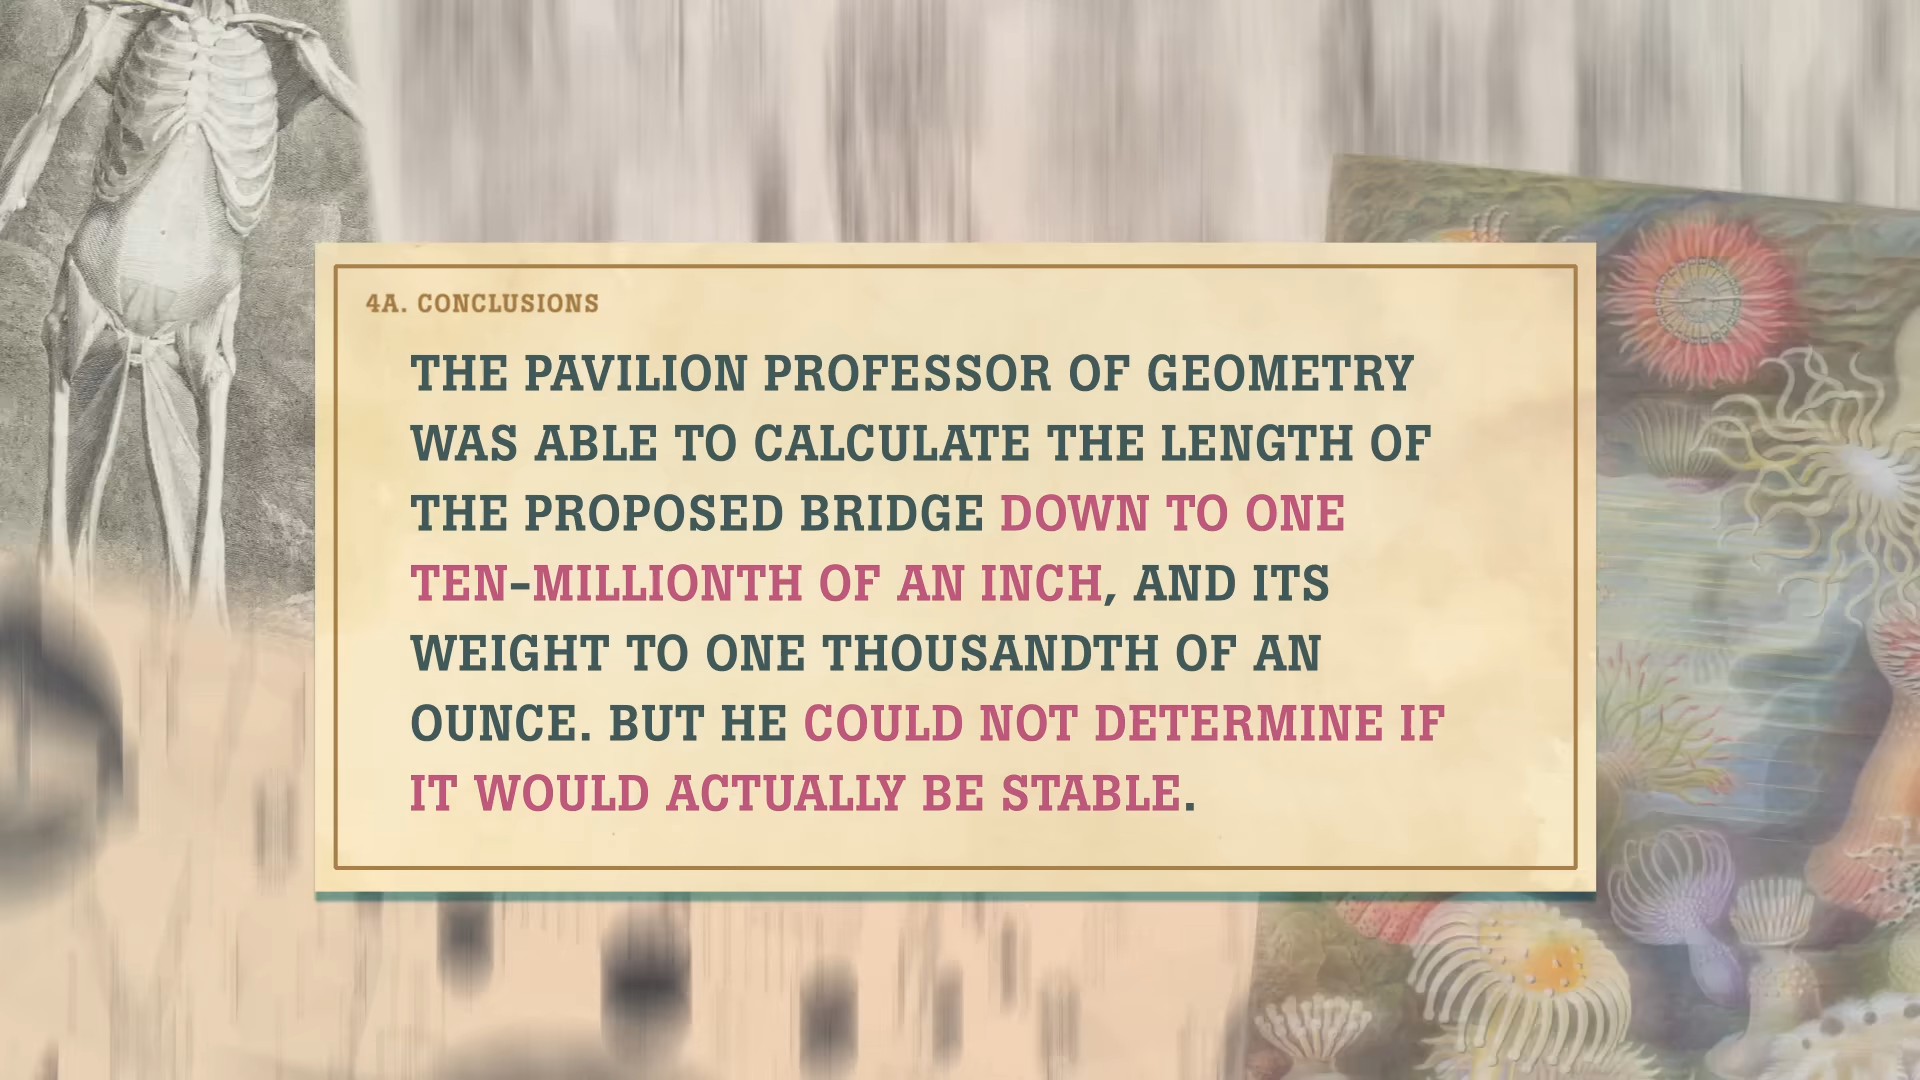 4A. CONCLUSIONS
THE PAVILION PROFESSOR OF GEOMETRY
WAS ABLE TO CALCULATE THE LENGTH OF
THE PROPOSED BRIDGE DOWN TO ONE
TEN-MILLIONTH OF AN INCH, AND ITS
WEIGHT TO ONE THOUSANDTH OF AN
OUNCE. BUT HE COULD NOT DETERMINE IF
IT WOULD ACTUALLY BE STABLE.